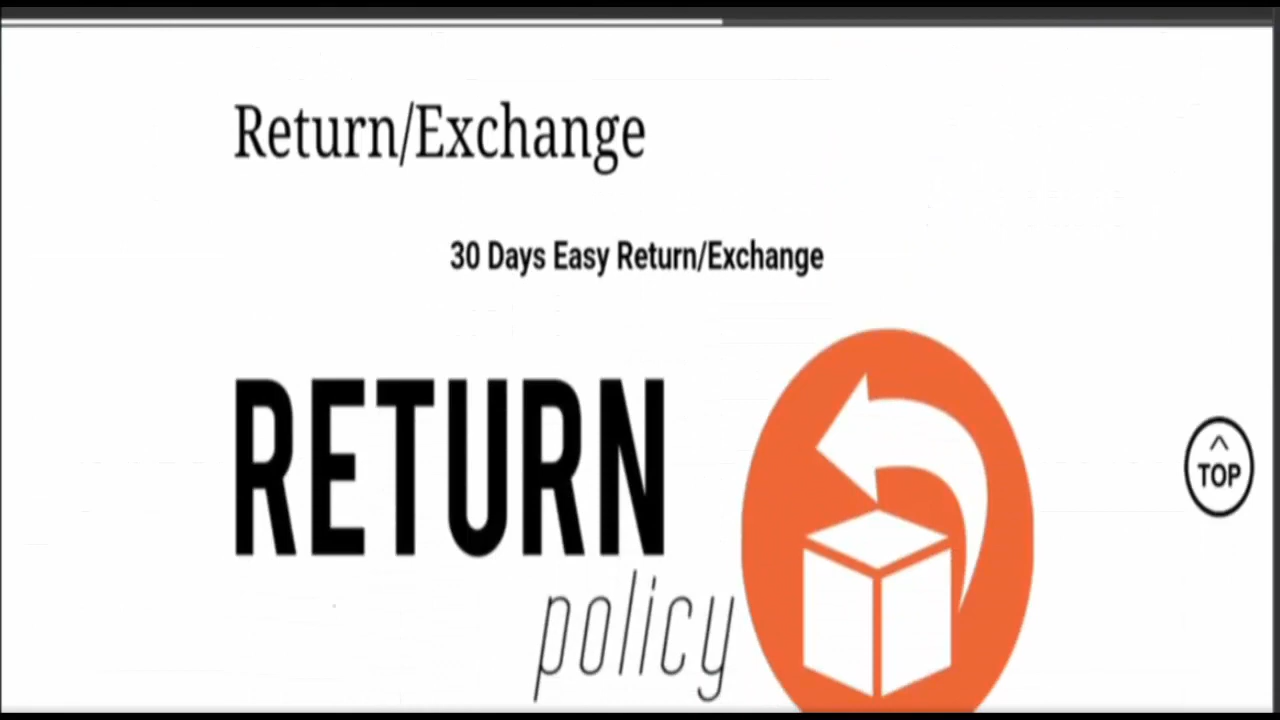 Return/Exchange
30 Days Easy Return/Exchange
RETURN
policy
TOP